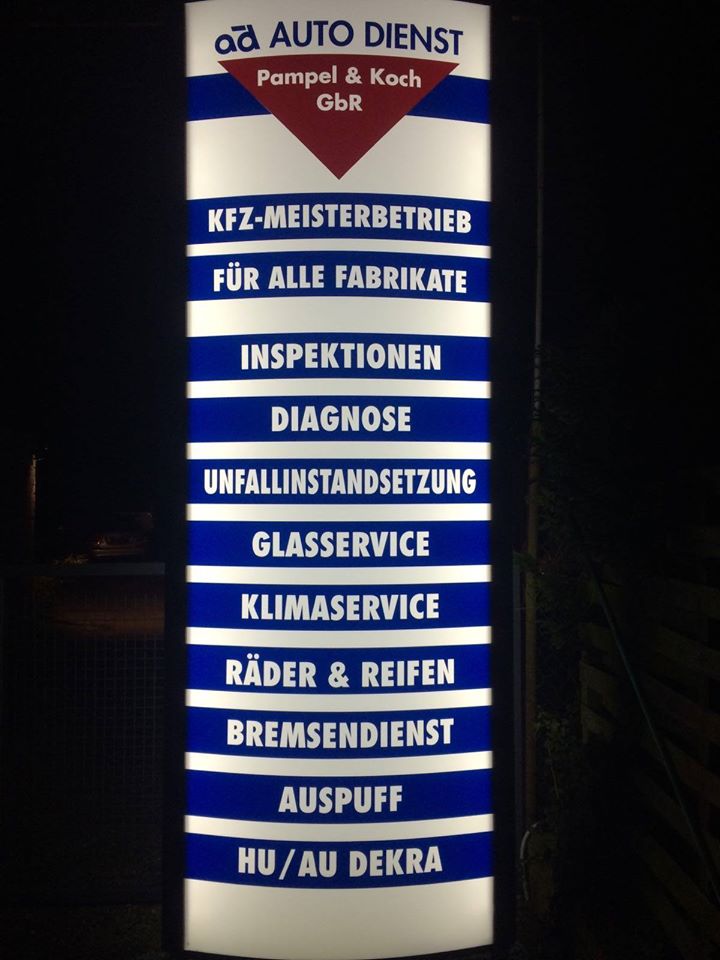 ad AUTO DIENST
Pampel & Koch
GbR
KFZ-MEISTERBETRIEB
FÜR ALLE FABRIKATE
INSPEKTIONEN
DIAGNOSE
UNFALLINSTANDSETZUNG
GLASSERVICE
KLIMASERVICE
RÄDER & REIFEN
BREMSENDIENST
AUSPUFF
HU/AU DEKRA